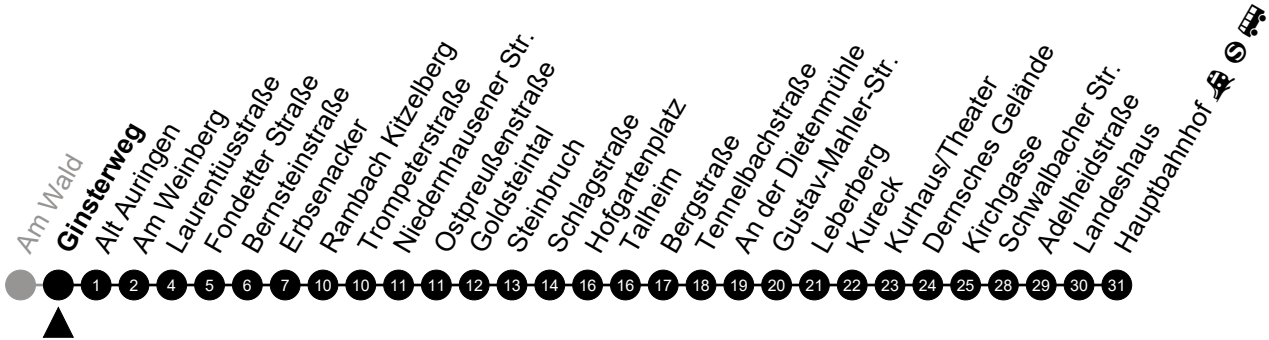 Am Wald
Ginsterweg
Alt Auringen
Am Weinberg
Laurentiusstraße
Fondetter Straße
Bernsteinstraße
Erbsenacker
Rambach Kitzelberg
Trompeterstraße
Niedernhausener Str.
Ostpreußenstraße
Goldsteintal
Steinbruch
Schlagstraße
Hofgartenplatz
Talheim
Bergstraße
Tennelbachstraße
An der Dietenmühle
Gustav-Mahler-Str.
Leberberg
Kureck
Kurhaus/Theater
Dernsches Gelände
Kirchgasse
Schwalbacher Str.
Adelheidstraße
Landeshaus
Hauptbahnhof S
1 2 4 5 6 7 10 10 11 11 12 13 14 16 16 17 18 19 20 21 22 23 24 25 28 29 30 31